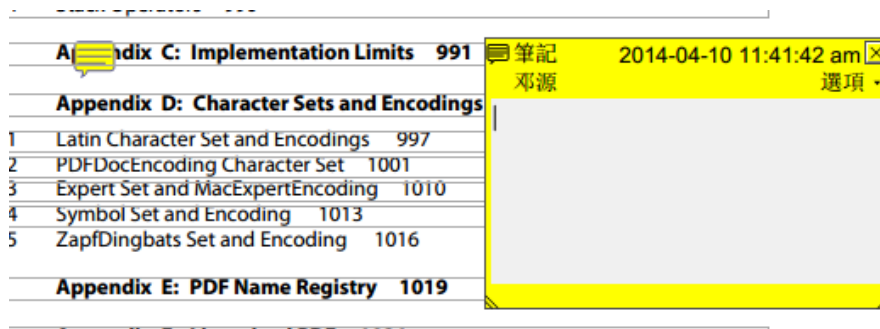 Appendix C: Implementation Limits 991
Appendix D: Character Sets and Encodings
1 Latin Character Set and Encodings 997
2 PDFDocEncoding Character Set 1001
3 Expert Set and MacExpertEncoding 1010
4 Symbol Set and Encoding 1013
5 ZapfDingbats Set and Encoding 1016
Appendix E: PDF Name Registry 1019
筆記 2014-04-10 11:41:42 am
邓源 選項